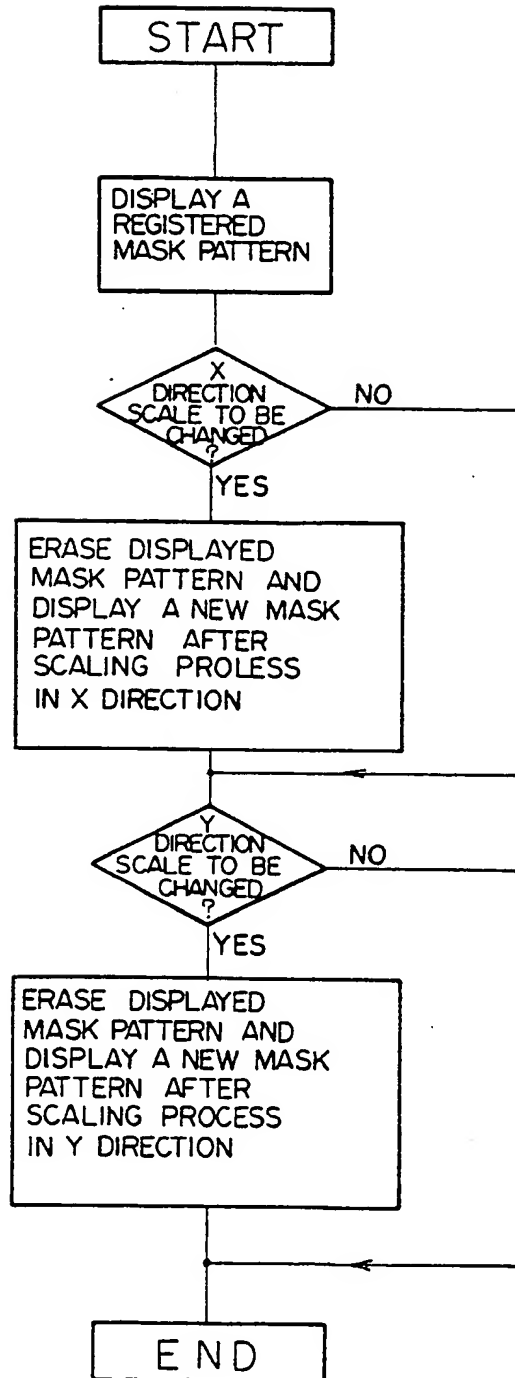 START
DISPLAY A
REGISTERED
MASK PATTERN
X
DIRECTION
SCALE TO BE
CHANGED
?
NO
YES
ERASE DISPLAYED
MASK PATTERN AND
DISPLAY A NEW MASK
PATTERN AFTER
SCALING PROLESS
IN X DIRECTION
Y
DIRECTION
SCALE TO BE
CHANGED
?
NO
YES
ERASE DISPLAYED
MASK PATTERN AND
DISPLAY A NEW MASK
PATTERN AFTER
SCALING PROCESS
IN Y DIRECTION
END